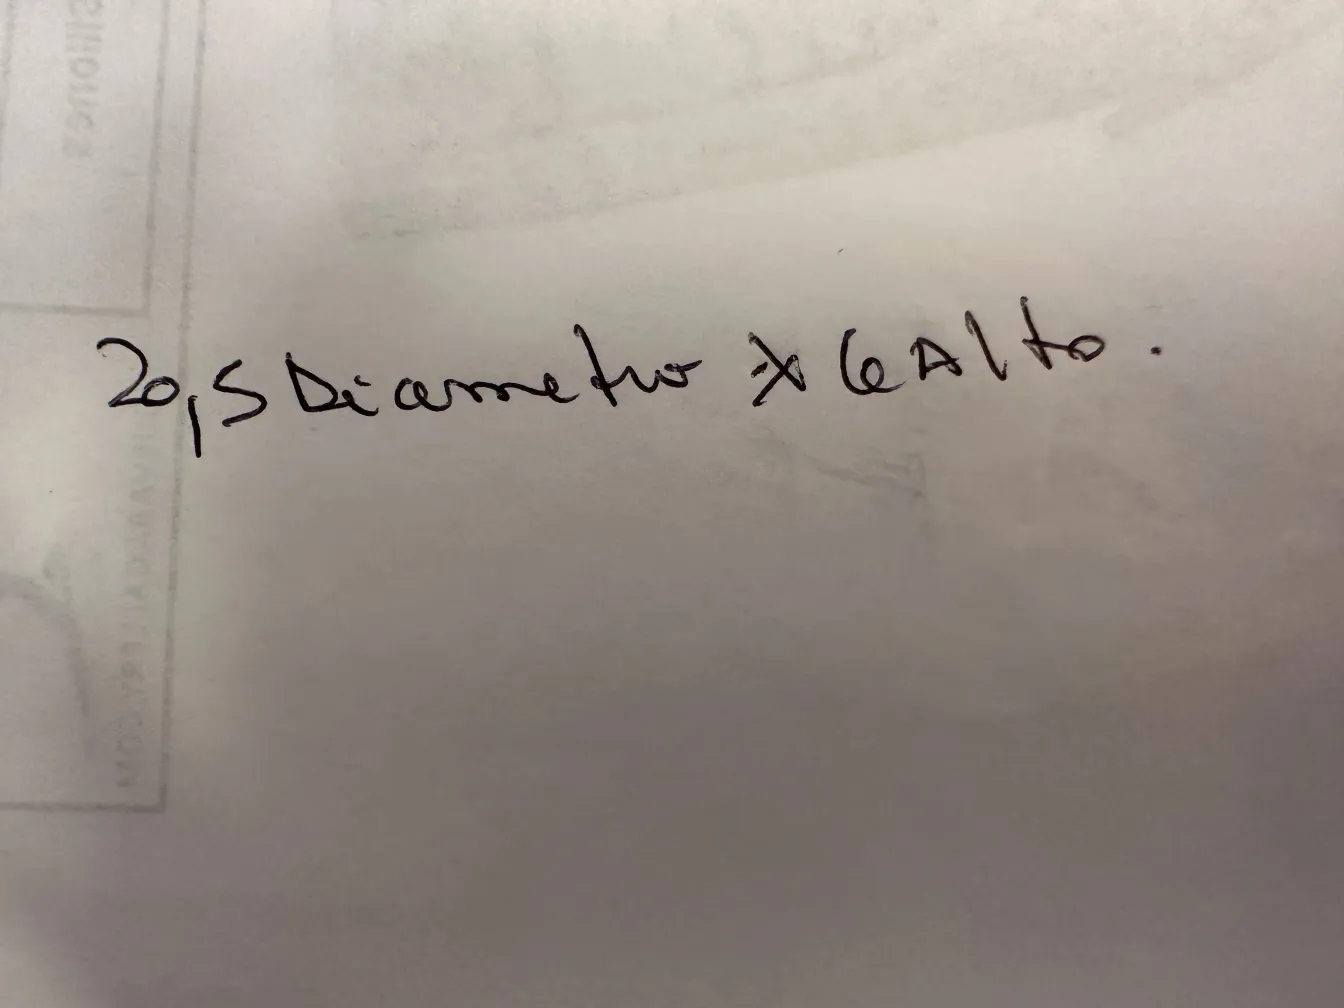 20,5 Diametro x 6 Alto.